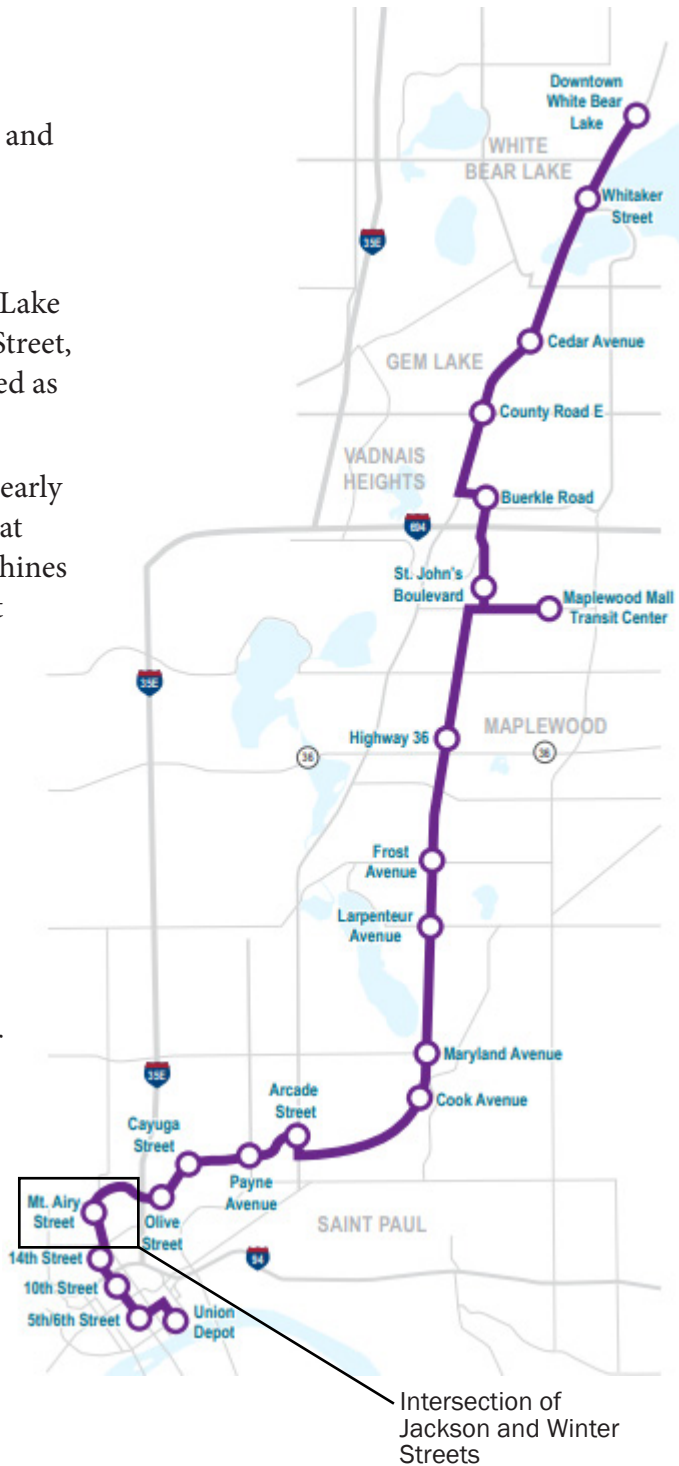 and
Lake
Street,
ed as
early
at
hines
t
.
Downtown
White Bear
Lake
WHITE
BEAR LAKE
Whitaker
Street
35E
Cedar Avenue
GEM LAKE
County Road E
VADNAIS
HEIGHTS
Buerkle Road
694
St. John's
Boulevard
Maplewood Mall
Transit Center
35E
Highway 36
MAPLEWOOD
36
36
Frost
Avenue
Larpenteur
Avenue
Maryland Avenue
35E
Arcade
Street
Cook Avenue
Cayuga
Street
Payne
Avenue
Mt. Airy
Street
Olive
Street
SAINT PAUL
14th Street
94
10th Street
5th/6th Street
Union
Depot
Intersection of
Jackson and Winter
Streets